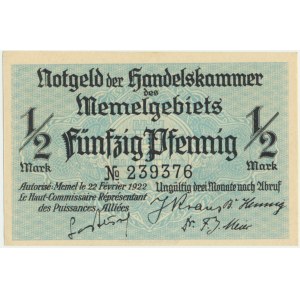 Notgeld der Handelskammer
des
Memelgebiets
1/2 Mark
1/2 Mark
Fünfzig Pfennig
No 239376
Autorisé: Memel le 22 Février 1922
Le Haut-Commissaire Représentant
des Puissances Alliées
Ungültig drei Monate nach Abruf